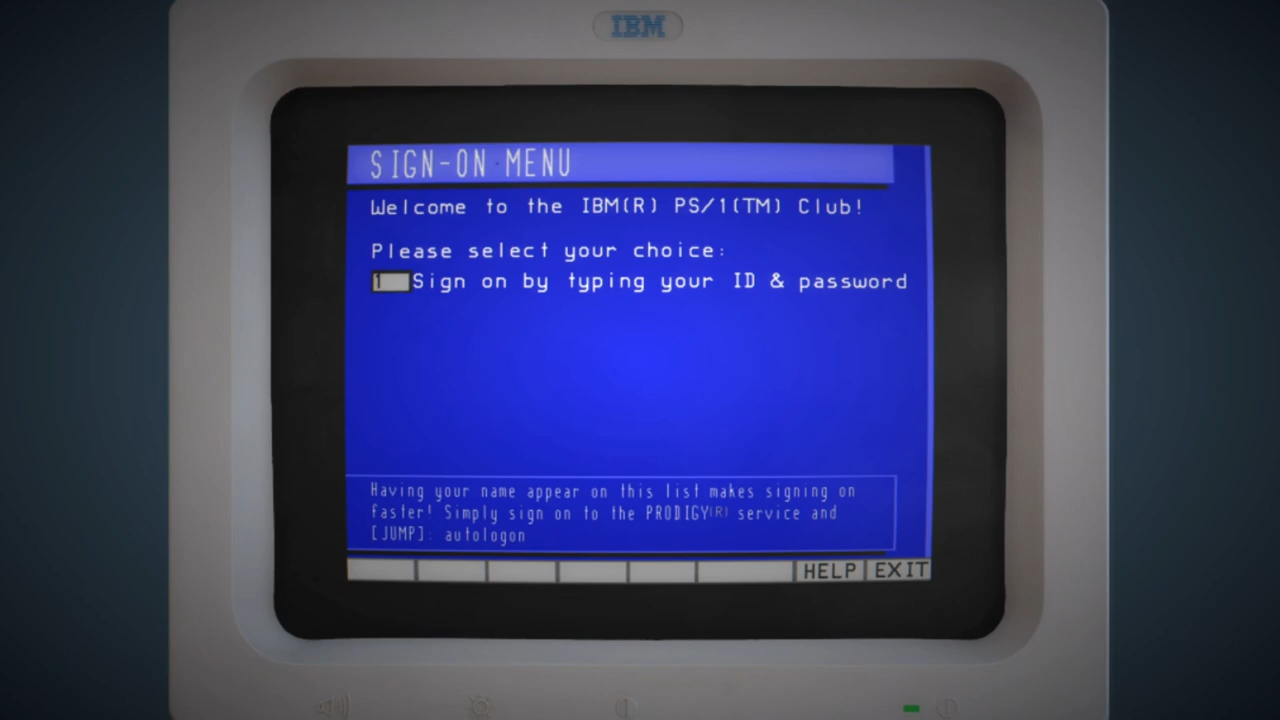 IBM
SIGN-ON MENU
Welcome to the IBM(R) PS/1(TM) Club!
Please select your choice:
1 Sign on by typing your ID & password
Having your name appear on this list makes signing on
faster! Simply sign on to the PRODIGY(R) service and
[JUMP]: autologon
HELP EXIT